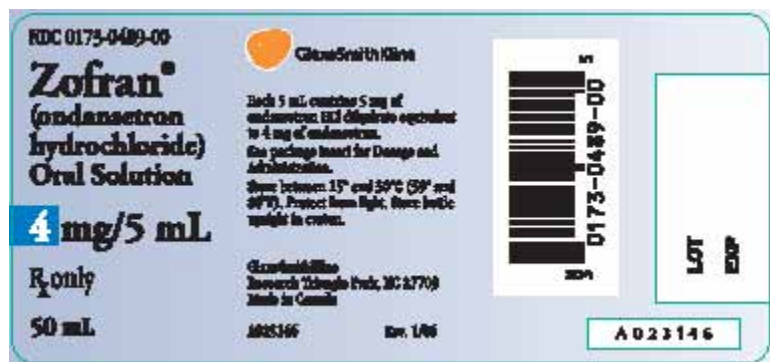 NDC 0173-0489-00
Zofran®
(ondansetron
hydrochloride)
Oral Solution
4 mg/5 mL
Rx only
50 mL
GlaxoSmithKline
Each 5 mL contains 5 mg of
ondansetron HCl dihydrate equivalent
to 4 mg of ondansetron.
See package insert for Dosage and
Administration.
Store between 15° and 30°C (59° and
86°F). Protect from light. Store bottle
upright in carton.
GlaxoSmithKline
Research Triangle Park, NC 27709
Made in Canada
Rev. 1/06
0173-0489-00
LOT
EXP
A023146